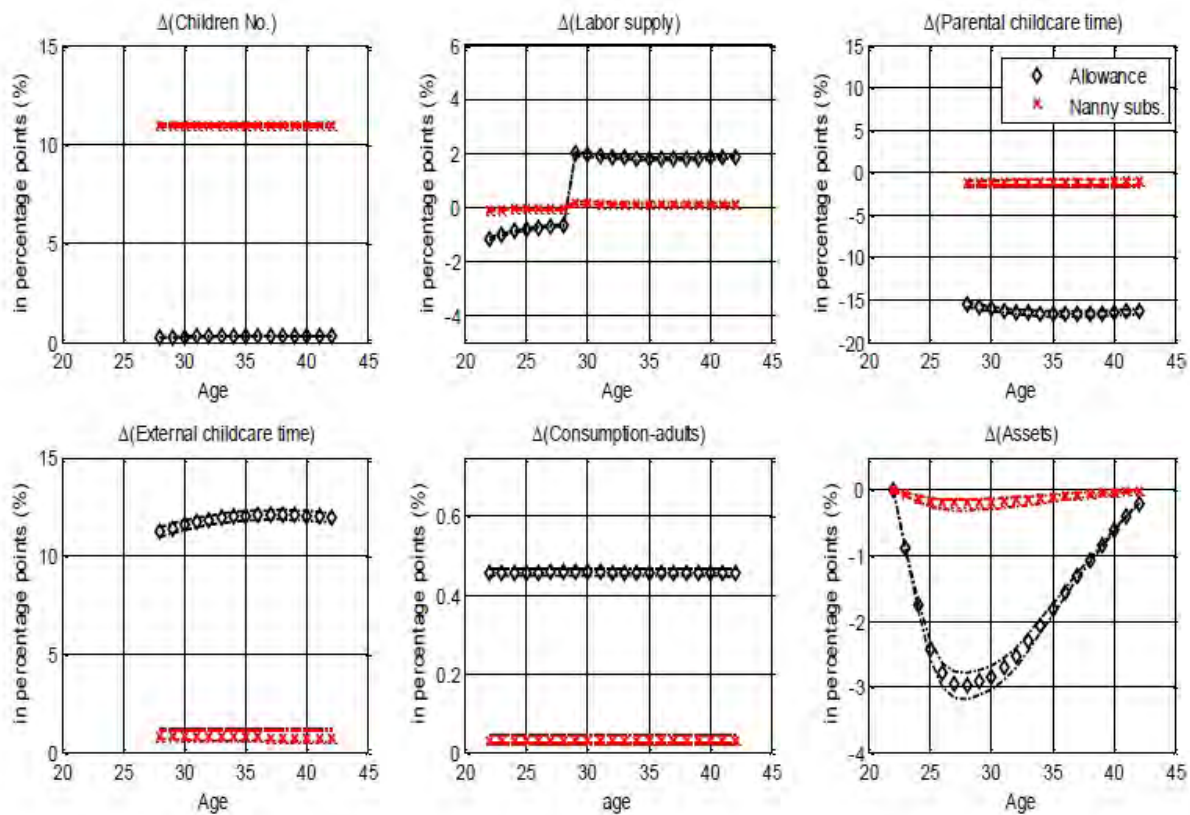 Δ(Children No.)
in percentage points (%)
15
10
5
0
20 25 30 35 40 45
Age
Δ(Labor supply)
in percentage points (%)
6
4
2
0
-2
-4
20 25 30 35 40 45
Age
Δ(Parental childcare time)
in percentage points (%)
15
10
5
0
-5
-10
-15
-20
20 25 30 35 40 45
Age
Allowance
Nanny subs.
Δ(External childcare time)
in percentage points (%)
15
10
5
0
20 25 30 35 40 45
Age
Δ(Consumption-adults)
in percentage points (%)
0.6
0.4
0.2
0
20 25 30 35 40 45
age
Δ(Assets)
in percentage points (%)
0
-1
-2
-3
-4
20 25 30 35 40 45
Age